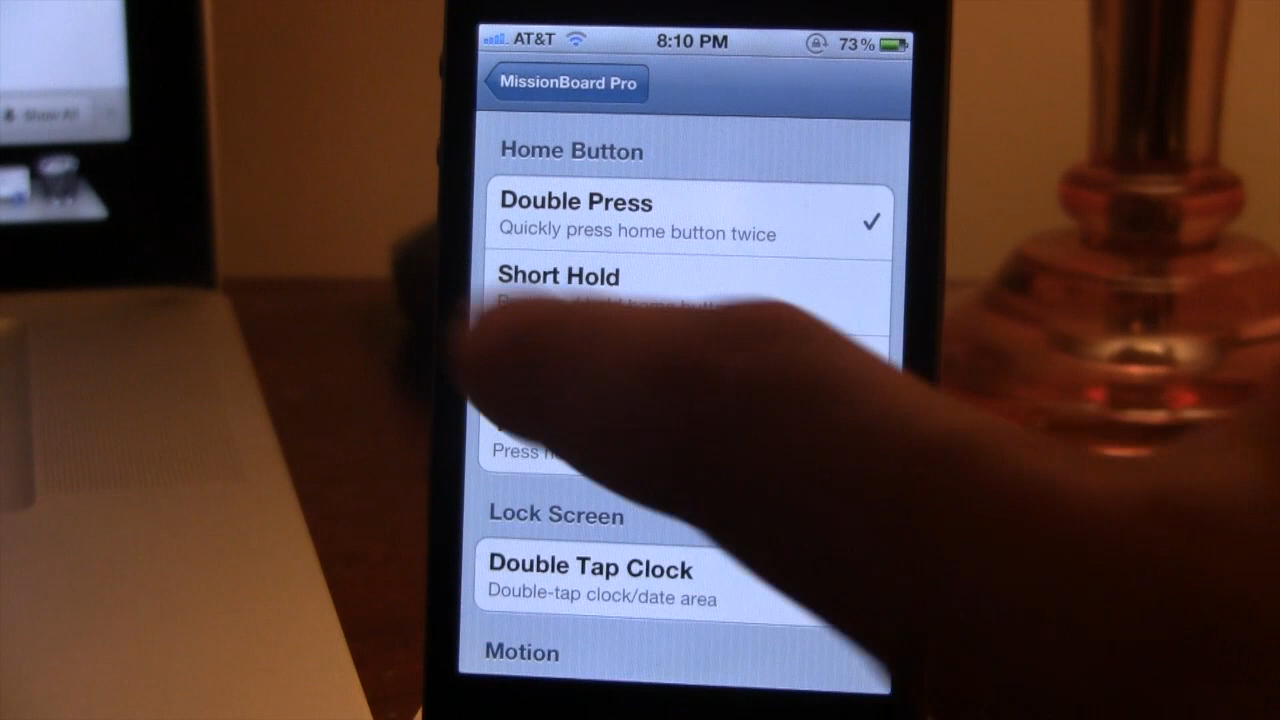 Show All
AT&T 8:10 PM 73%
MissionBoard Pro
Home Button
Double Press
Quickly press home button twice
Short Hold
home
Press
Lock Screen
Double Tap Clock
Double-tap clock/date area
Motion